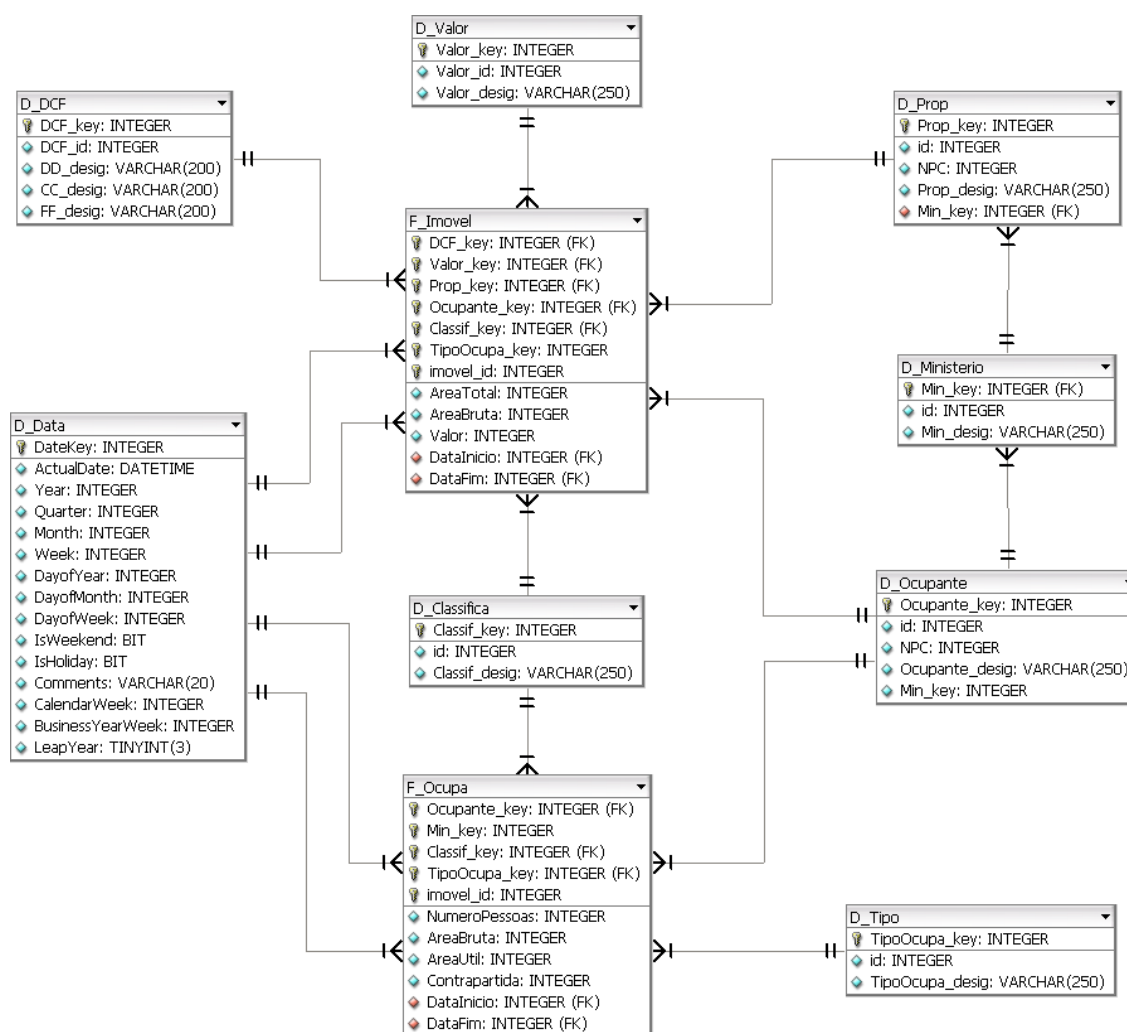 D_Valor
Valor_key: INTEGER
Valor_id: INTEGER
Valor_desig: VARCHAR(250)
D_DCF
DCF_key: INTEGER
DCF_id: INTEGER
DD_desig: VARCHAR(200)
CC_desig: VARCHAR(200)
FF_desig: VARCHAR(200)
D_Prop
Prop_key: INTEGER
id: INTEGER
NPC: INTEGER
Prop_desig: VARCHAR(250)
Min_key: INTEGER (FK)
F_Imovel
DCF_key: INTEGER (FK)
Valor_key: INTEGER (FK)
Prop_key: INTEGER (FK)
Ocupante_key: INTEGER (FK)
Classif_key: INTEGER (FK)
TipoOcupa_key: INTEGER
imovel_id: INTEGER
AreaTotal: INTEGER
AreaBruta: INTEGER
Valor: INTEGER
DataInicio: INTEGER (FK)
DataFim: INTEGER (FK)
D_Ministerio
Min_key: INTEGER (FK)
id: INTEGER
Min_desig: VARCHAR(250)
D_Data
DateKey: INTEGER
ActualDate: DATETIME
Year: INTEGER
Quarter: INTEGER
Month: INTEGER
Week: INTEGER
DayofYear: INTEGER
DayofMonth: INTEGER
DayofWeek: INTEGER
IsWeekend: BIT
IsHoliday: BIT
Comments: VARCHAR(20)
CalendarWeek: INTEGER
BusinessYearWeek: INTEGER
LeapYear: TINYINT(3)
D_Classifica
Classif_key: INTEGER
id: INTEGER
Classif_desig: VARCHAR(250)
D_Ocupante
Ocupante_key: INTEGER
id: INTEGER
NPC: INTEGER
Ocupante_desig: VARCHAR(250)
Min_key: INTEGER
F_Ocupa
Ocupante_key: INTEGER (FK)
Min_key: INTEGER
Classif_key: INTEGER (FK)
TipoOcupa_key: INTEGER (FK)
imovel_id: INTEGER
NumeroPessoas: INTEGER
AreaBruta: INTEGER
AreaUtil: INTEGER
Contrapartida: INTEGER
DataInicio: INTEGER (FK)
DataFim: INTEGER (FK)
D_Tipo
TipoOcupa_key: INTEGER
id: INTEGER
TipoOcupa_desig: VARCHAR(250)